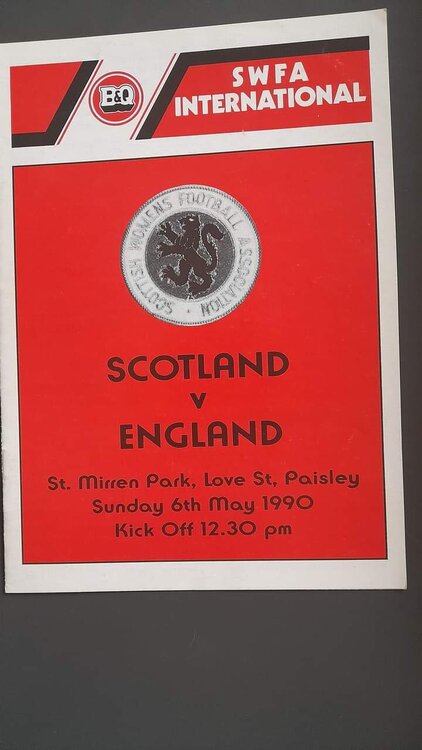 B&Q
SWFA
INTERNATIONAL
SCOTTISH WOMENS FOOTBALL ASSOCIATION
SCOTLAND
v
ENGLAND
St. Mirren Park, Love St, Paisley
Sunday 6th May 1990
Kick Off 12.30 pm